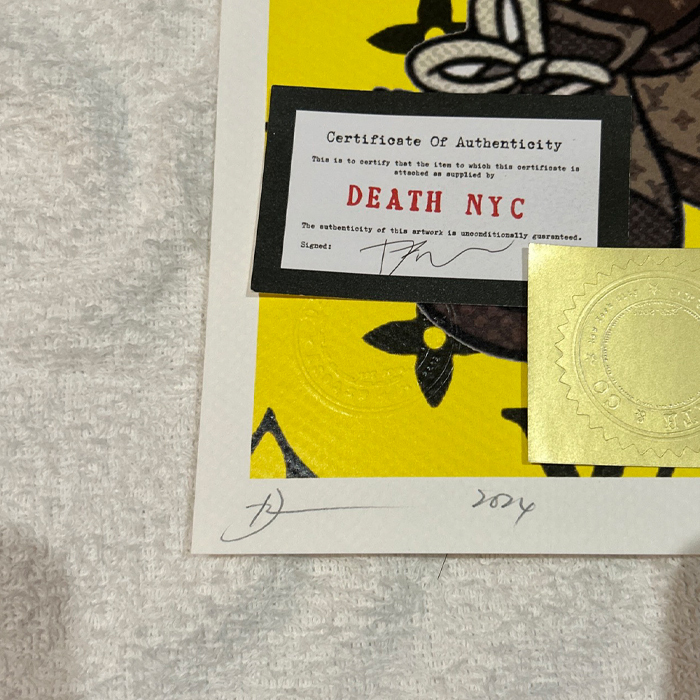 Certificate Of Authenticity
This is to certify that the item to which this certificate is
attached as supplied by
DEATH NYC
The authenticity of this artwork is unconditionally guaranteed.
Signed:
2024